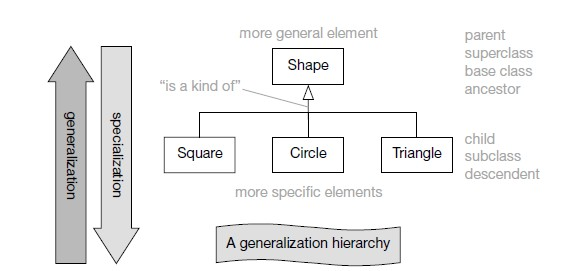 more general element
parent
superclass
base class
ancestor
Shape
“is a kind of”
generalization
specialization
Square
Circle
Triangle
child
subclass
descendent
more specific elements
A generalization hierarchy